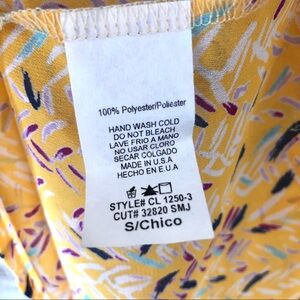 100% Polyester/Poliester
HAND WASH COLD
DO NOT BLEACH
LAVE FRIO A MANO
NO USAR CLORO
SECAR COLGADO
MADE IN U.S.A
HECHO EN E.U.A
STYLE# CL 1250-3
CUT# 32820 SMJ
S/Chico